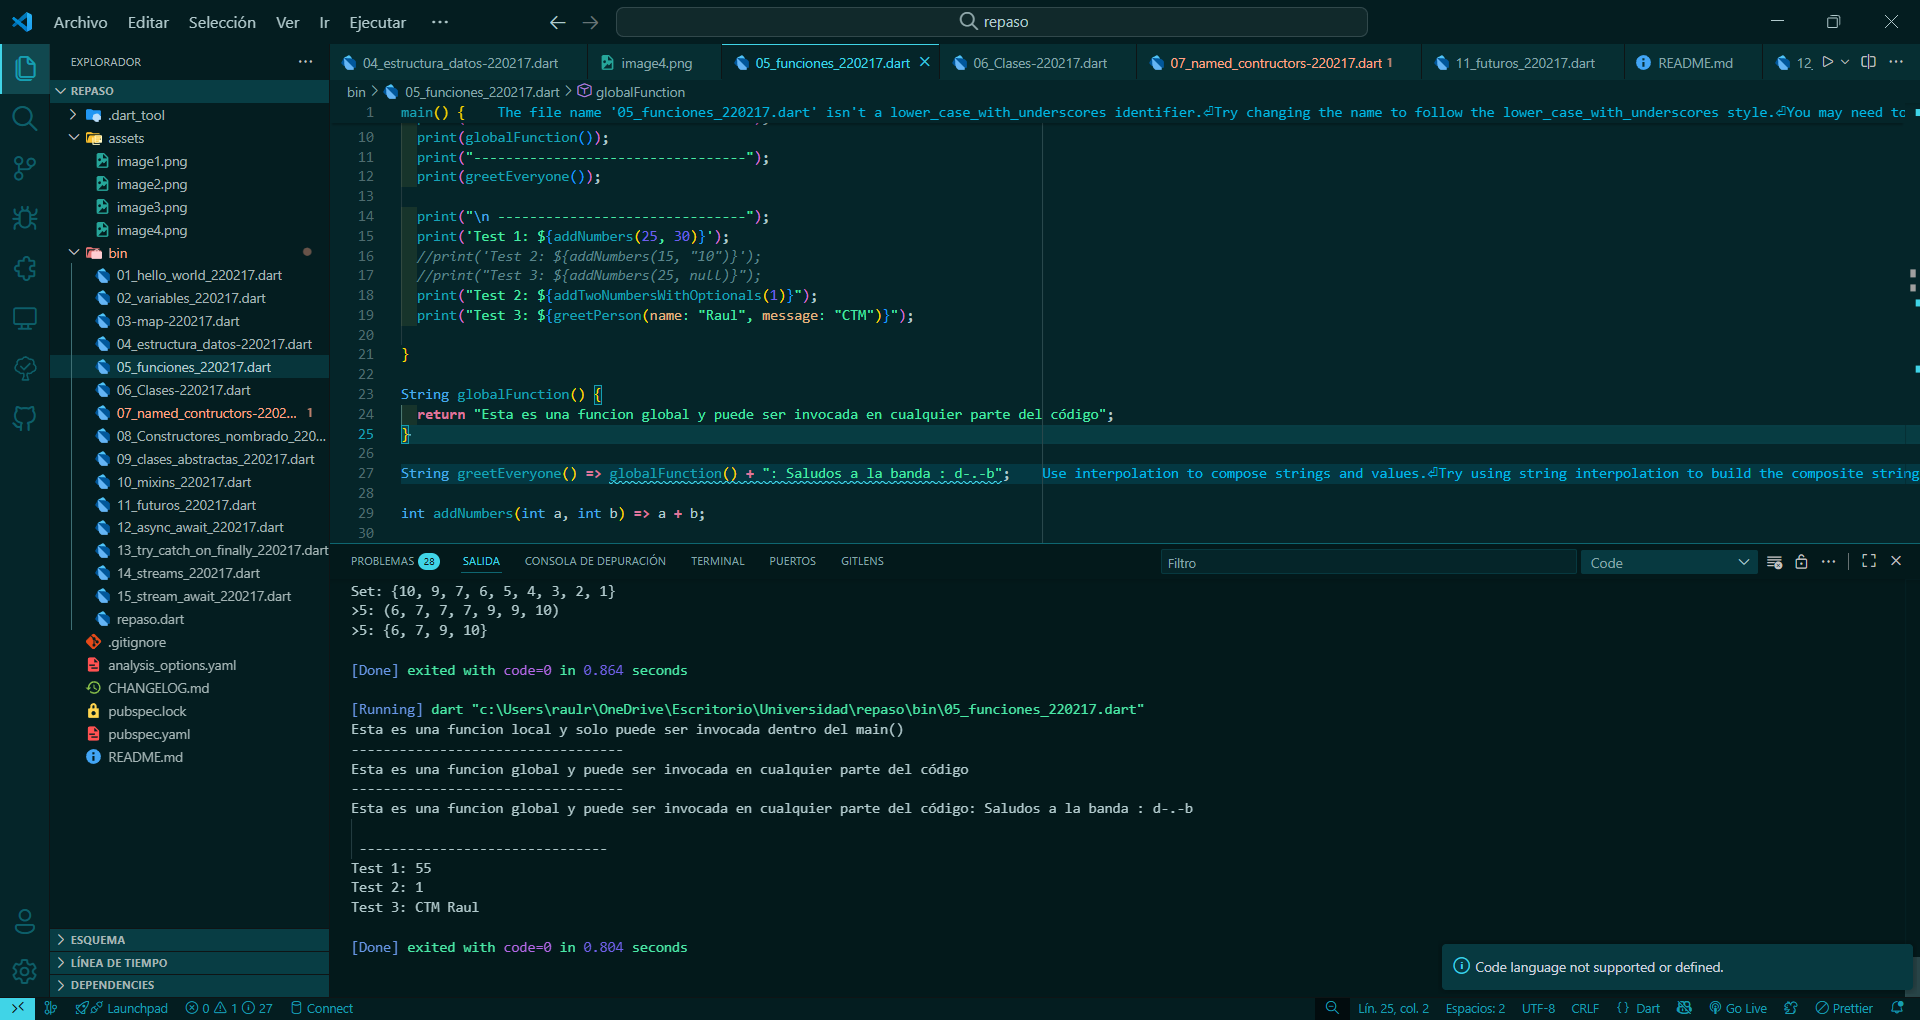 Archivo Editar Selección Ver Ir Ejecutar ···
repaso
EXPLORADOR ···
REPASO
.dart_tool
assets
image1.png
image2.png
image3.png
image4.png
bin
01_hello_world_220217.dart
02_variables_220217.dart
03-map-220217.dart
04_estructura_datos-220217.dart
05_funciones_220217.dart
06_Clases-220217.dart
07_named_contructors-2202... 1
08_Constructores_nombrado_220...
09_clases_abstractas_220217.dart
10_mixins_220217.dart
11_futuros_220217.dart
12_async_await_220217.dart
13_try_catch_on_finally_220217.dart
14_streams_220217.dart
15_stream_await_220217.dart
repaso.dart
.gitignore
analysis_options.yaml
CHANGELOG.md
pubspec.lock
pubspec.yaml
README.md
ESQUEMA
LÍNEA DE TIEMPO
DEPENDENCIES
04_estructura_datos-220217.dart image4.png 05_funciones_220217.dart 06_Clases-220217.dart 07_named_contructors-220217.dart 1 11_futuros_220217.dart README.md 12_ ···
bin > 05_funciones_220217.dart > globalFunction
1 main() { The file name '05_funciones_220217.dart' isn't a lower_case_with_underscores identifier.⏎Try changing the name to follow the lower_case_with_underscores style.⏎You may need to
10 print(globalFunction());
11 print("----------------------------------");
12 print(greetEveryone());
13
14 print("\n -------------------------------");
15 print('Test 1: ${addNumbers(25, 30)}');
16 //print('Test 2: ${addNumbers(15, "10")}');
17 //print("Test 3: ${addNumbers(25, null)}");
18 print("Test 2: ${addTwoNumbersWithOptionals(1)}");
19 print("Test 3: ${greetPerson(name: "Raul", message: "CTM")}");
20
21 }
22
23 String globalFunction() {
24 return "Esta es una funcion global y puede ser invocada en cualquier parte del código";
25 }
26
27 String greetEveryone() => globalFunction() + ": Saludos a la banda : d-.-b"; Use interpolation to compose strings and values.⏎Try using string interpolation to build the composite string
28
29 int addNumbers(int a, int b) => a + b;
30
PROBLEMAS 28 SALIDA CONSOLA DE DEPURACIÓN TERMINAL PUERTOS GITLENS Filtro Code ···
Set: {10, 9, 7, 6, 5, 4, 3, 2, 1}
>5: (6, 7, 7, 7, 9, 9, 10)
>5: {6, 7, 9, 10}
[Done] exited with code=0 in 0.864 seconds
[Running] dart "c:\Users\raulr\OneDrive\Escritorio\Universidad\repaso\bin\05_funciones_220217.dart"
Esta es una funcion local y solo puede ser invocada dentro del main()
----------------------------------
Esta es una funcion global y puede ser invocada en cualquier parte del código
----------------------------------
Esta es una funcion global y puede ser invocada en cualquier parte del código: Saludos a la banda : d-.-b
-------------------------------
Test 1: 55
Test 2: 1
Test 3: CTM Raul
[Done] exited with code=0 in 0.804 seconds
Code language not supported or defined.
Launchpad 0 1 27 Connect Lín. 25, col. 2 Espacios: 2 UTF-8 CRLF { } Dart Go Live Prettier